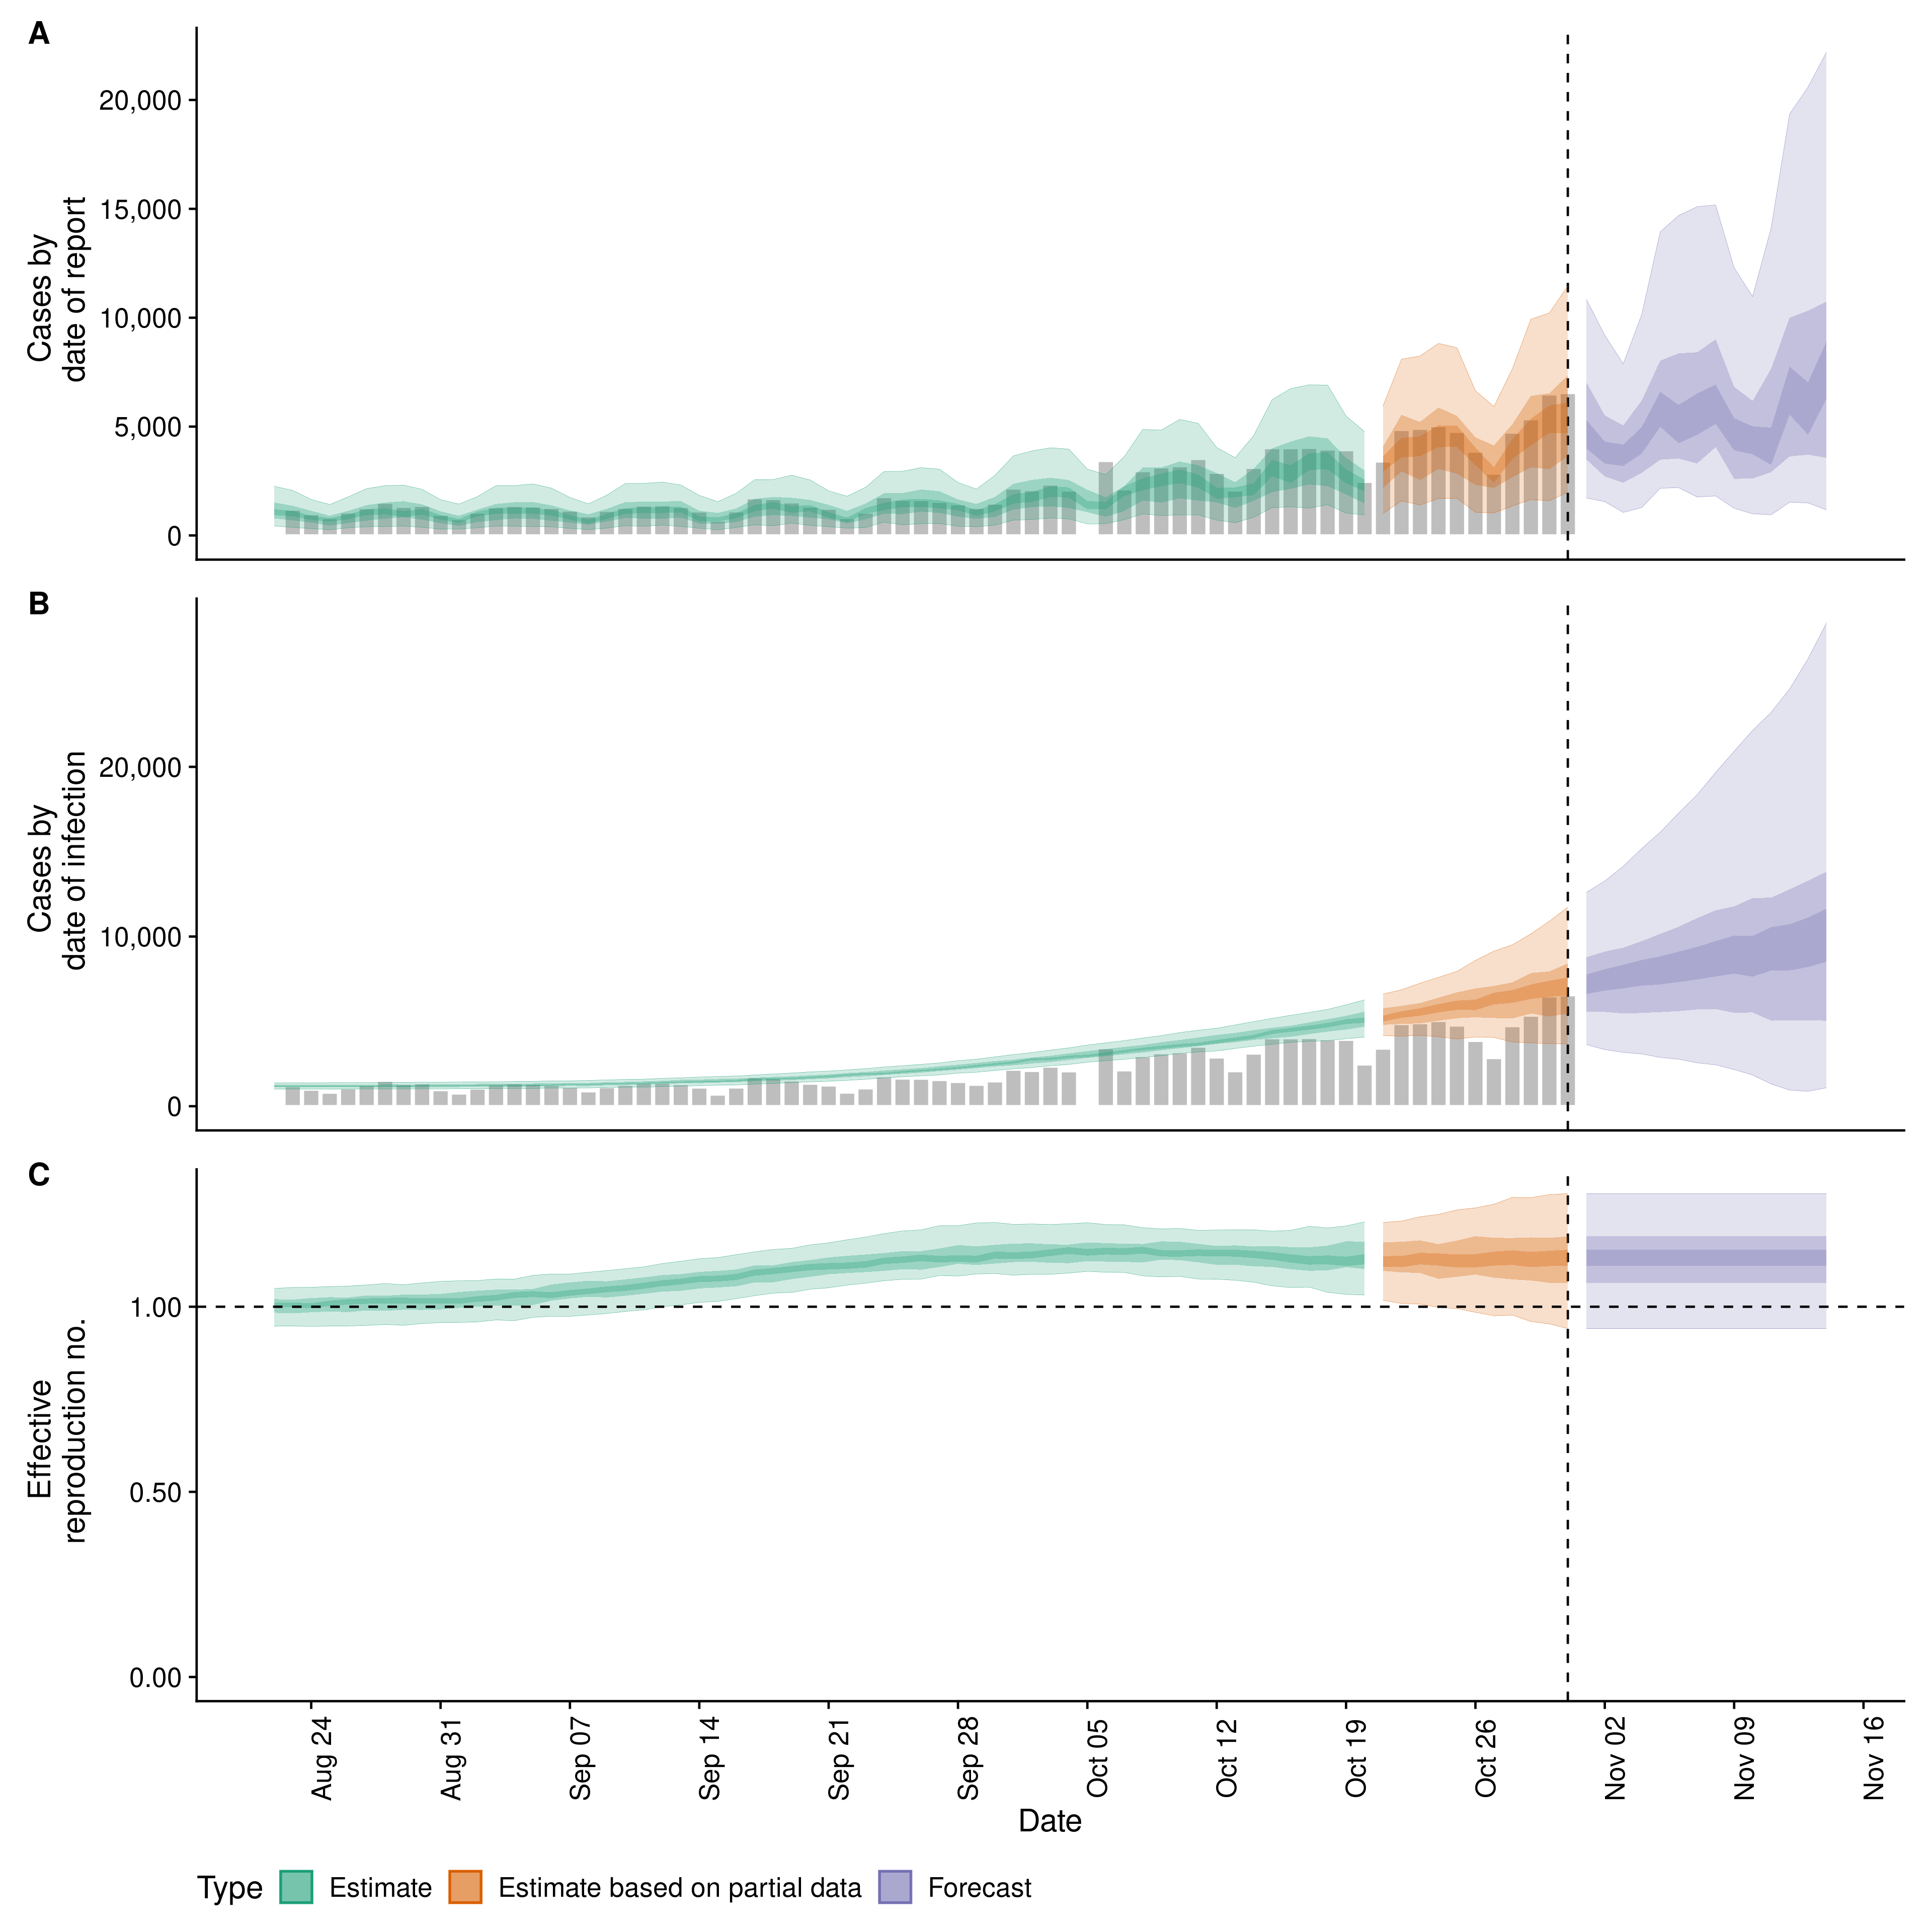 A
Cases by
date of report
20,000
15,000
10,000
5,000
0
B
Cases by
date of infection
20,000
10,000
0
C
Effective
reproduction no.
1.00
0.50
0.00
Aug 24
Aug 31
Sep 07
Sep 14
Sep 21
Sep 28
Oct 05
Oct 12
Oct 19
Oct 26
Nov 02
Nov 09
Nov 16
Date
Type Estimate Estimate based on partial data Forecast